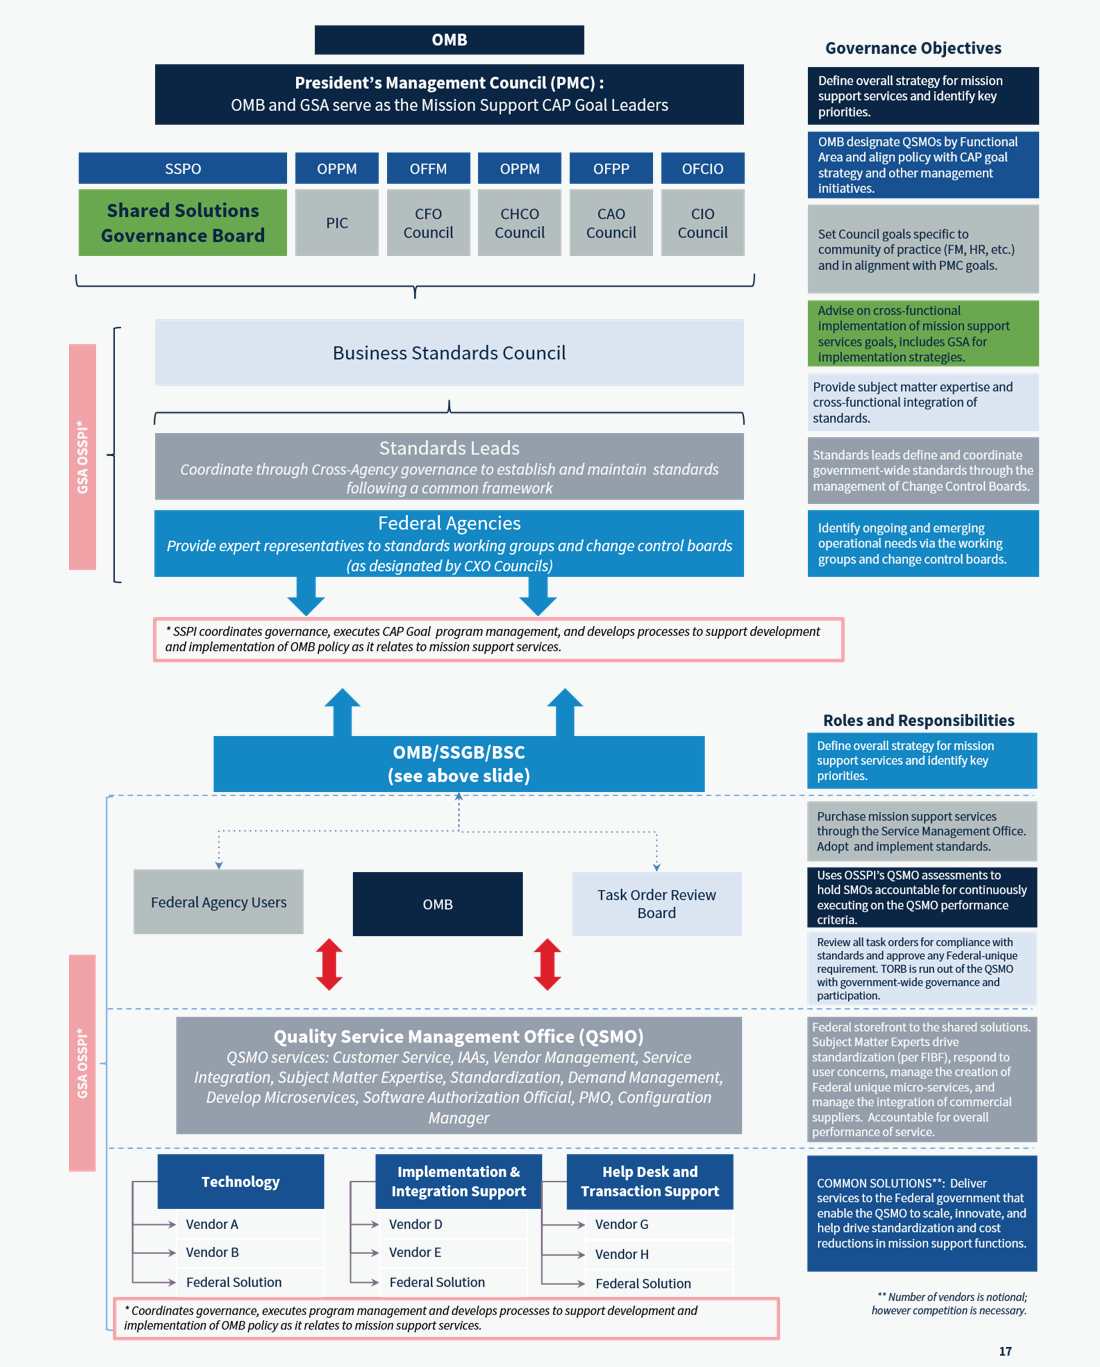 OMB
President's Management Council (PMC) :
OMB and GSA serve as the Mission Support CAP Goal Leaders
SSPO
OPPM
OFFM
OPPM
OFPP
OFCIO
Shared Solutions
Governance Board
PIC
CFO
Council
CHCO
Council
CAO
Council
CIO
Council
Business Standards Council
GSA OSSPI*
Standards Leads
Coordinate through Cross-Agency governance to establish and maintain  standards
following a common framework
Federal Agencies
Provide expert representatives to standards working groups and change control boards
(as designated by CXO Councils)
* SSPI coordinates governance, executes CAP Goal  program management, and develops processes to support development
and implementation of OMB policy as it relates to mission support services.
Governance Objectives
Define overall strategy for mission
support services and identify key
priorities.
OMB designate QSMOs by Functional
Area and align policy with CAP goal
strategy and other management
initiatives.
Set Council goals specific to
community of practice (FM, HR, etc.)
and in alignment with PMC goals.
Advise on cross-functional
implementation of mission support
services goals, includes GSA for
implementation strategies.
Provide subject matter expertise and
cross-functional integration of
standards.
Standards leads define and coordinate
government-wide standards through the
management of Change Control Boards.
Identify ongoing and emerging
operational needs via the working
groups and change control boards.
OMB/SSGB/BSC
(see above slide)
Federal Agency Users
OMB
Task Order Review
Board
GSA OSSPI*
Quality Service Management Office (QSMO)
QSMO services: Customer Service, IAAs, Vendor Management, Service
Integration, Subject Matter Expertise, Standardization, Demand Management,
Develop Microservices, Software Authorization Official, PMO, Configuration
Manager
Technology
Vendor A
Vendor B
Federal Solution
Implementation &
Integration Support
Vendor D
Vendor E
Federal Solution
Help Desk and
Transaction Support
Vendor G
Vendor H
Federal Solution
* Coordinates governance, executes program management and develops processes to support development and
implementation of OMB policy as it relates to mission support services.
Roles and Responsibilities
Define overall strategy for mission
support services and identify key
priorities.
Purchase mission support services
through the Service Management Office.
Adopt  and implement standards.
Uses OSSPI's QSMO assessments to
hold SMOs accountable for continuously
executing on the QSMO performance
criteria.
Review all task orders for compliance with
standards and approve any Federal-unique
requirement. TORB is run out of the QSMO
with government-wide governance and
participation.
Federal storefront to the shared solutions.
Subject Matter Experts drive
standardization (per FIBF), respond to
user concerns, manage the creation of
Federal unique micro-services, and
manage the integration of commercial
suppliers.  Accountable for overall
performance of service.
COMMON SOLUTIONS**:  Deliver
services to the Federal government that
enable the QSMO to scale, innovate, and
help drive standardization and cost
reductions in mission support functions.
** Number of vendors is notional;
however competition is necessary.
17